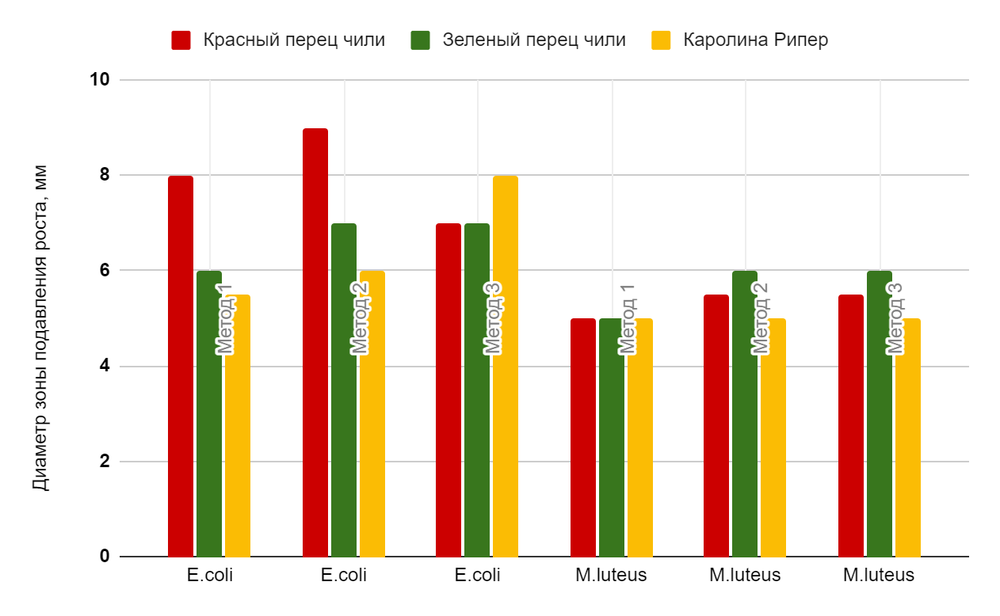 Красный перец чили
Зеленый перец чили
Каролина Рипер
Диаметр зоны подавления роста, мм
10
8
6
4
2
0
Метод 1
Метод 2
Метод 3
Метод 1
Метод 2
Метод 3
E.coli
E.coli
E.coli
M.luteus
M.luteus
M.luteus